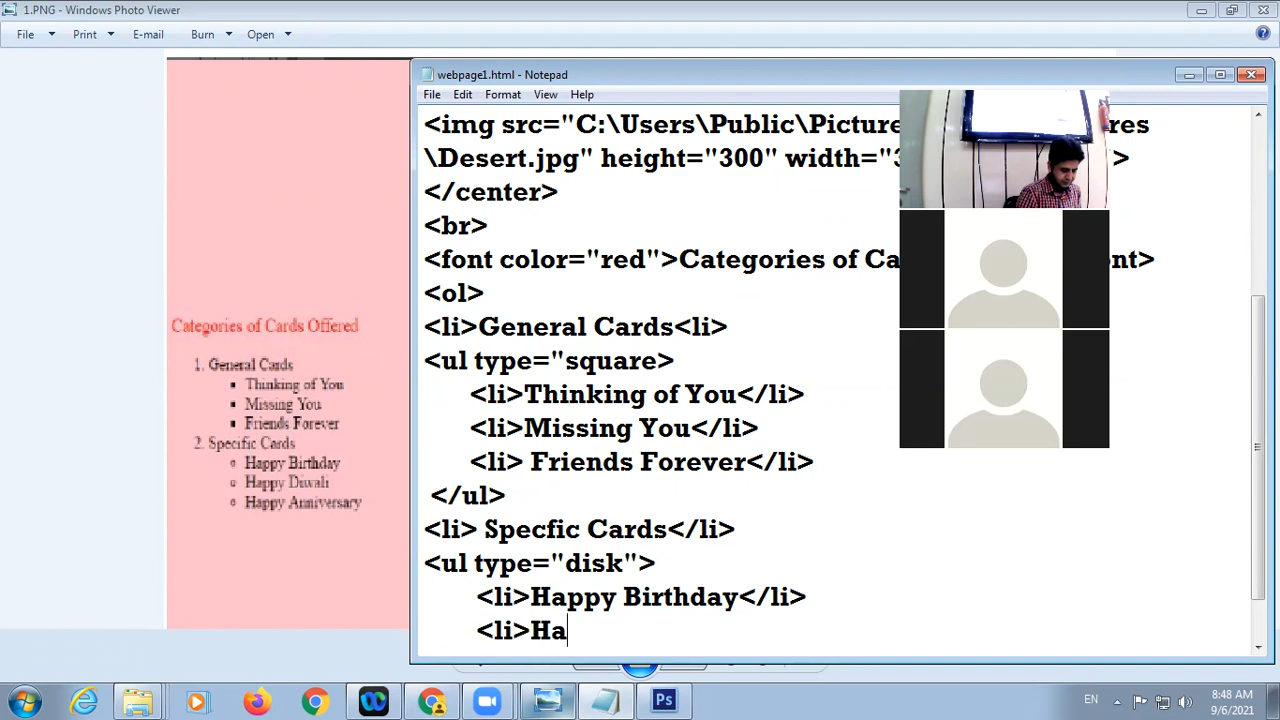 1.PNG - Windows Photo Viewer
File Print E-mail Burn Open
webpage1.html - Notepad
File Edit Format View Help
<img src="C:\Users\Public\Picture res
\Desert.jpg" height="300" width=" >
</center>
<br>
<font color="red">Categories of Ca nt>
<ol>
<li>General Cards<li>
<ul type="square>
<li>Thinking of You</li>
<li>Missing You</li>
<li> Friends Forever</li>
</ul>
<li> Specfic Cards</li>
<ul type="disk">
<li>Happy Birthday</li>
<li>Ha
Categories of Cards Offered
1. General Cards
Thinking of You
Missing You
Friends Forever
2. Specific Cards
Happy Birthday
Happy Diwali
Happy Anniversary
Ps
EN
8:48 AM
9/6/2021